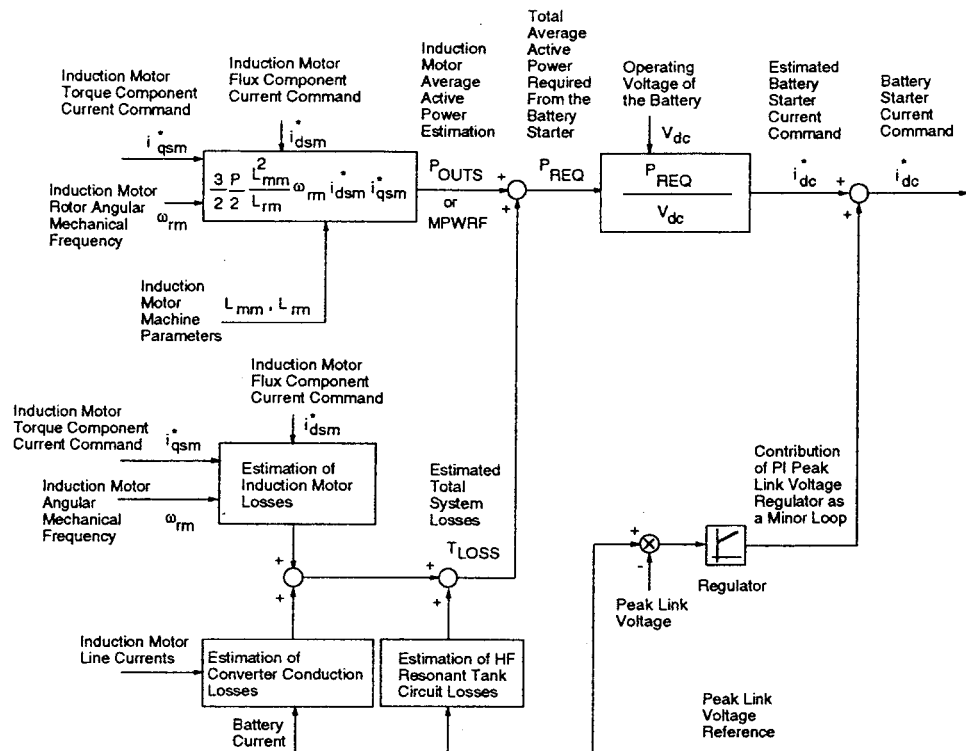 Induction Motor
Torque Component
Current Command
i*qsm
Induction Motor
Flux Component
Current Command
i*dsm
Induction
Motor
Average
Active
Power
Estimation
Total
Average
Active
Power
Required
From the
Battery
Starter
Operating
Voltage of
the Battery
Vdc
Estimated
Battery
Starter
Current
Command
Battery
Starter
Current
Command
Induction Motor
Rotor Angular
Mechanical
Frequency
ωrm
3/2 P/2 L²mm/Lrm ωrm i*dsm i*qsm
POUTS
or
MPWRF
+
+
PREQ
PREQ
Vdc
i*dc
+
+
i*dc
Induction
Motor
Machine
Parameters
Lmm , Lrm
Induction Motor
Flux Component
Current Command
i*dsm
Induction Motor
Torque Component
Current Command
i*qsm
Induction Motor
Angular
Mechanical
Frequency
ωrm
Estimation of
Induction Motor
Losses
Estimated
Total
System
Losses
TLOSS
+
+
+
+
Contribution
of PI Peak
Link Voltage
Regulator as
a Minor Loop
+
-
Regulator
Peak Link
Voltage
Induction Motor
Line Currents
Estimation of
Converter Conduction
Losses
Estimation of HF
Resonant Tank
Circuit Losses
Battery
Current
Peak Link
Voltage
Reference